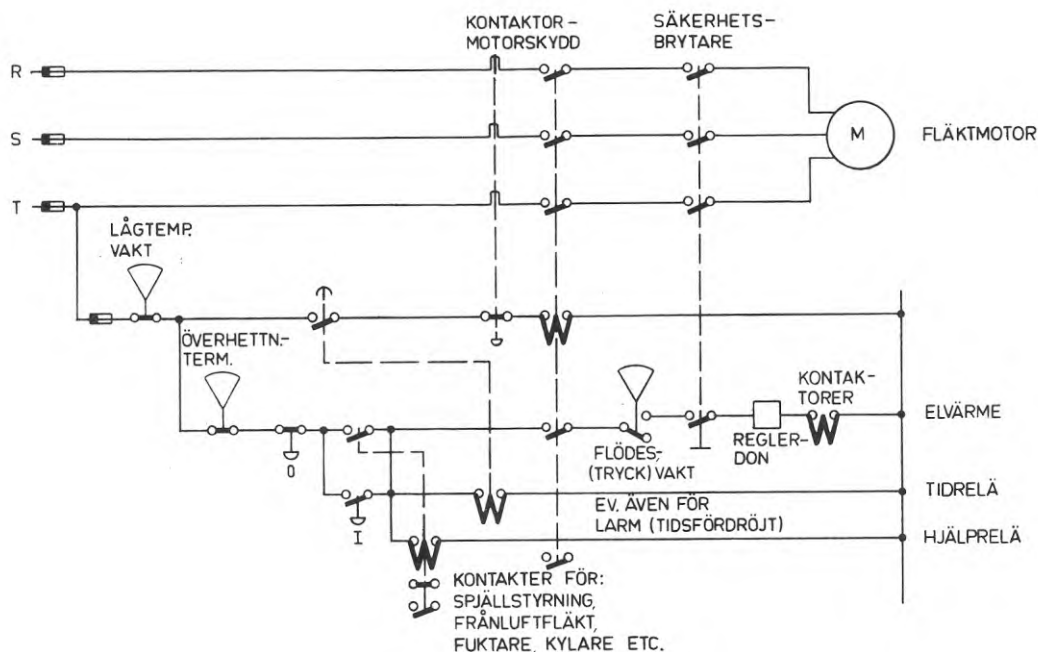 KONTAKTOR-
MOTORSKYDD
SÄKERHETS-
BRYTARE
R
S
M
FLÄKTMOTOR
T
LÅGTEMP.
VAKT
ÖVERHETTN.-
TERM.
KONTAK-
TORER
ELVÄRME
O
FLÖDES-
(TRYCK)VAKT
REGLER-
DON
I
EV. ÄVEN FÖR
LARM (TIDSFÖRDRÖJT)
TIDRELÄ
HJÄLPRELÄ
KONTAKTER FÖR:
SPJÄLLSTYRNING,
FRÅNLUFTFLÄKT,
FUKTARE, KYLARE ETC.